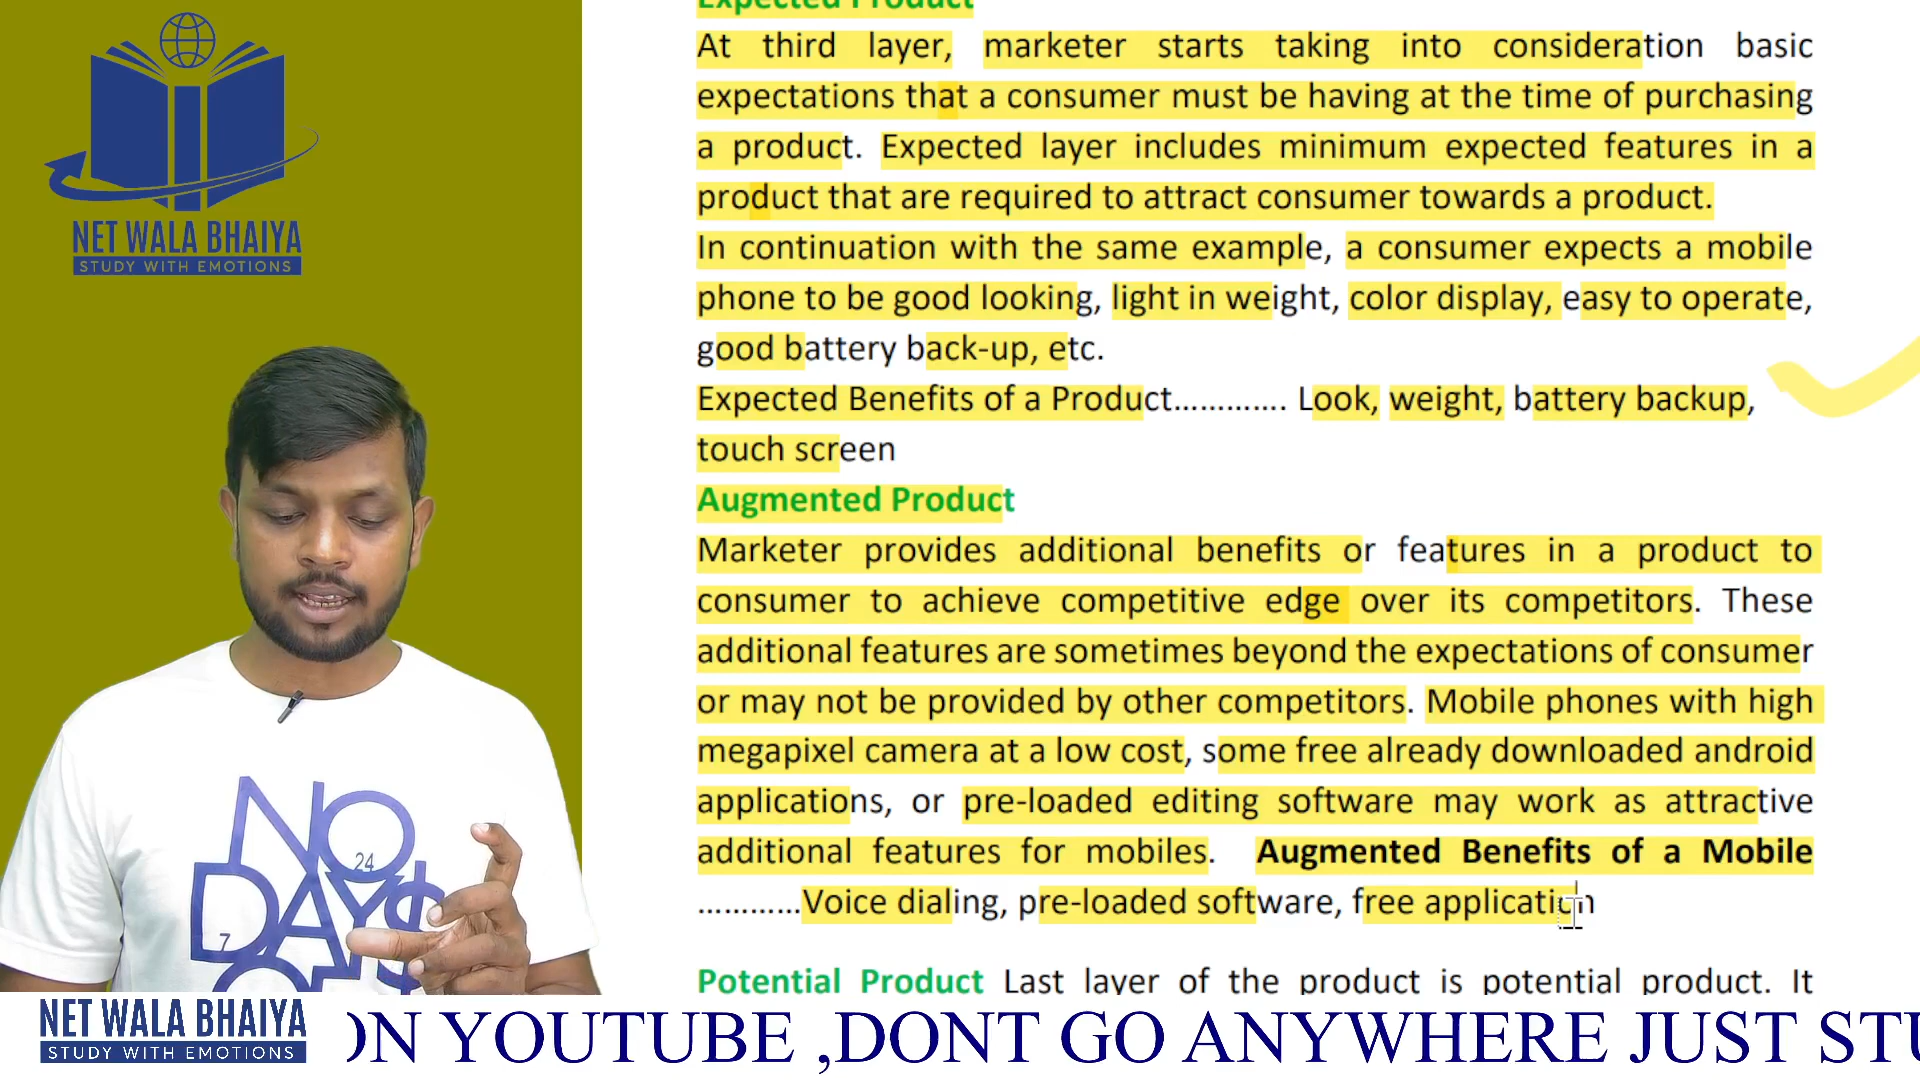 Expected Product
At third layer, marketer starts taking into consideration basic
expectations that a consumer must be having at the time of purchasing
a product. Expected layer includes minimum expected features in a
product that are required to attract consumer towards a product.
In continuation with the same example, a consumer expects a mobile
phone to be good looking, light in weight, color display, easy to operate,
good battery back-up, etc.
Expected Benefits of a Product…………. Look, weight, battery backup,
touch screen
Augmented Product
Marketer provides additional benefits or features in a product to
consumer to achieve competitive edge over its competitors. These
additional features are sometimes beyond the expectations of consumer
or may not be provided by other competitors. Mobile phones with high
megapixel camera at a low cost, some free already downloaded android
applications, or pre-loaded editing software may work as attractive
additional features for mobiles. Augmented Benefits of a Mobile
…………Voice dialing, pre-loaded software, free application
Potential Product Last layer of the product is potential product. It
NET WALA BHAIYA
STUDY WITH EMOTIONS
NO
24
DAYS
7
NET WALA BHAIYA
STUDY WITH EMOTIONS
ON YOUTUBE ,DONT GO ANYWHERE JUST STU